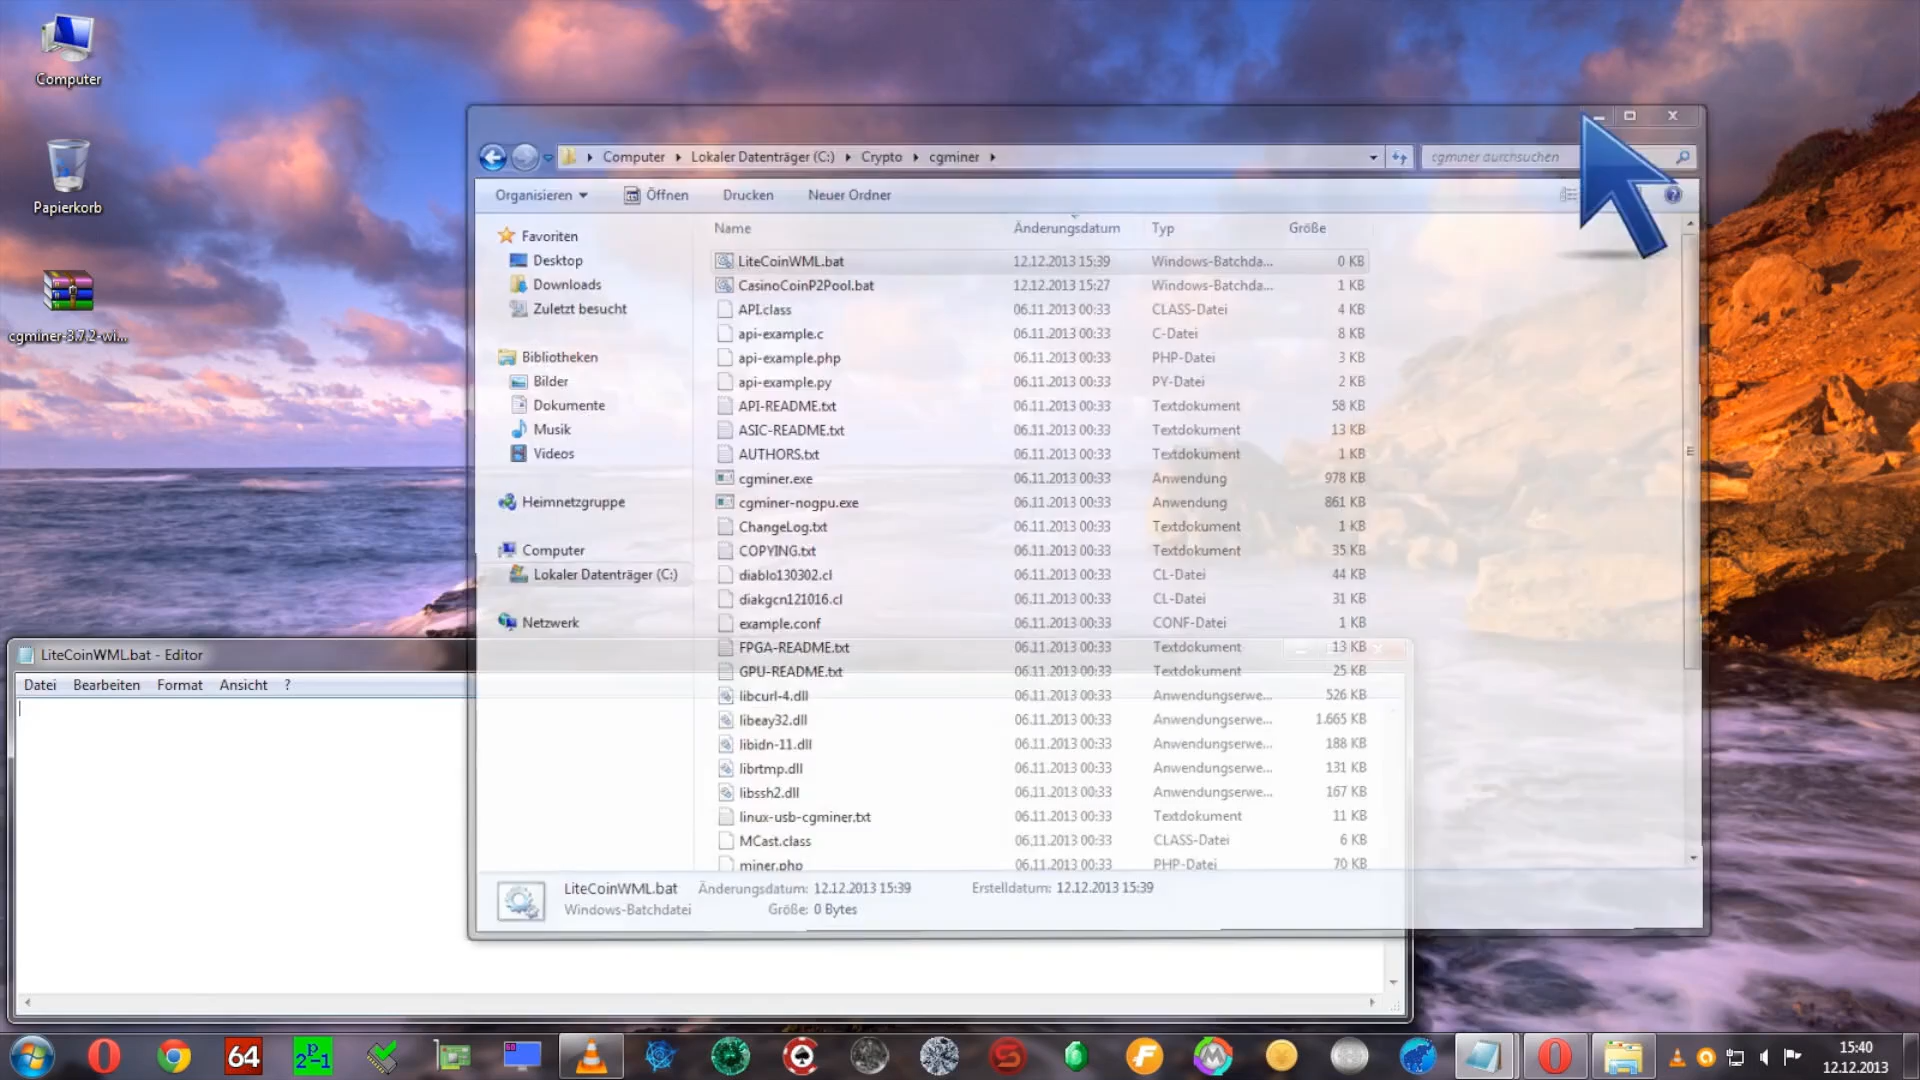 Computer
Papierkorb
cgminer-3.7.2-wi...
Computer
Lokaler Datenträger (C:)
Crypto
cgminer
cgminer durchsuchen
Organisieren
Öffnen
Drucken
Neuer Ordner
Favoriten
Desktop
Downloads
Zuletzt besucht
Bibliotheken
Bilder
Dokumente
Musik
Videos
Heimnetzgruppe
Computer
Lokaler Datenträger (C:)
Netzwerk
Name Änderungsdatum Typ Größe
LiteCoinWML.bat 12.12.2013 15:39 Windows-Batchda... 0 KB
CasinoCoinP2Pool.bat 12.12.2013 15:27 Windows-Batchda... 1 KB
API.class 06.11.2013 00:33 CLASS-Datei 4 KB
api-example.c 06.11.2013 00:33 C-Datei 8 KB
api-example.php 06.11.2013 00:33 PHP-Datei 3 KB
api-example.py 06.11.2013 00:33 PY-Datei 2 KB
API-README.txt 06.11.2013 00:33 Textdokument 58 KB
ASIC-README.txt 06.11.2013 00:33 Textdokument 13 KB
AUTHORS.txt 06.11.2013 00:33 Textdokument 1 KB
cgminer.exe 06.11.2013 00:33 Anwendung 978 KB
cgminer-nogpu.exe 06.11.2013 00:33 Anwendung 861 KB
ChangeLog.txt 06.11.2013 00:33 Textdokument 1 KB
COPYING.txt 06.11.2013 00:33 Textdokument 35 KB
diablo130302.cl 06.11.2013 00:33 CL-Datei 44 KB
diakgcn121016.cl 06.11.2013 00:33 CL-Datei 31 KB
example.conf 06.11.2013 00:33 CONF-Datei 1 KB
FPGA-README.txt 06.11.2013 00:33 Textdokument 13 KB
GPU-README.txt 06.11.2013 00:33 Textdokument 25 KB
libcurl-4.dll 06.11.2013 00:33 Anwendungserwe... 526 KB
libeay32.dll 06.11.2013 00:33 Anwendungserwe... 1.665 KB
libidn-11.dll 06.11.2013 00:33 Anwendungserwe... 188 KB
librtmp.dll 06.11.2013 00:33 Anwendungserwe... 131 KB
libssh2.dll 06.11.2013 00:33 Anwendungserwe... 167 KB
linux-usb-cgminer.txt 06.11.2013 00:33 Textdokument 11 KB
MCast.class 06.11.2013 00:33 CLASS-Datei 6 KB
miner.php 06.11.2013 00:33 PHP-Datei 70 KB
LiteCoinWML.bat Änderungsdatum: 12.12.2013 15:39 Erstelldatum: 12.12.2013 15:39
Windows-Batchdatei Größe: 0 Bytes
LiteCoinWML.bat - Editor
Datei Bearbeiten Format Ansicht ?
64
2^P-1
15:40
12.12.2013